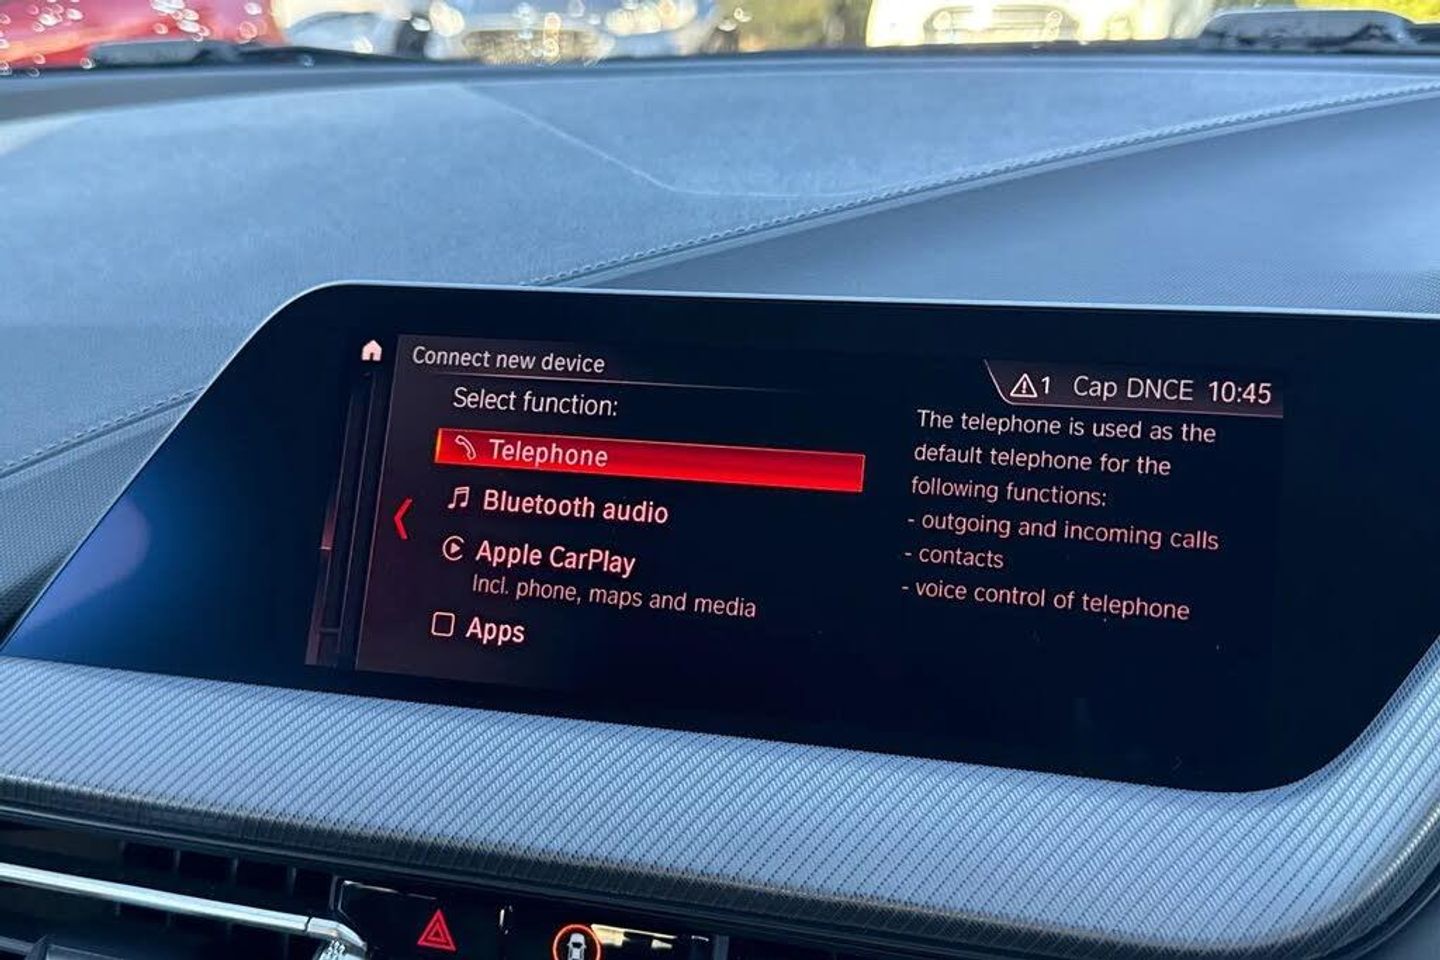 Connect new device
1 Cap DNCE 10:45
Select function:
Telephone
Bluetooth audio
Apple CarPlay
Incl. phone, maps and media
Apps
The telephone is used as the
default telephone for the
following functions:
- outgoing and incoming calls
- contacts
- voice control of telephone